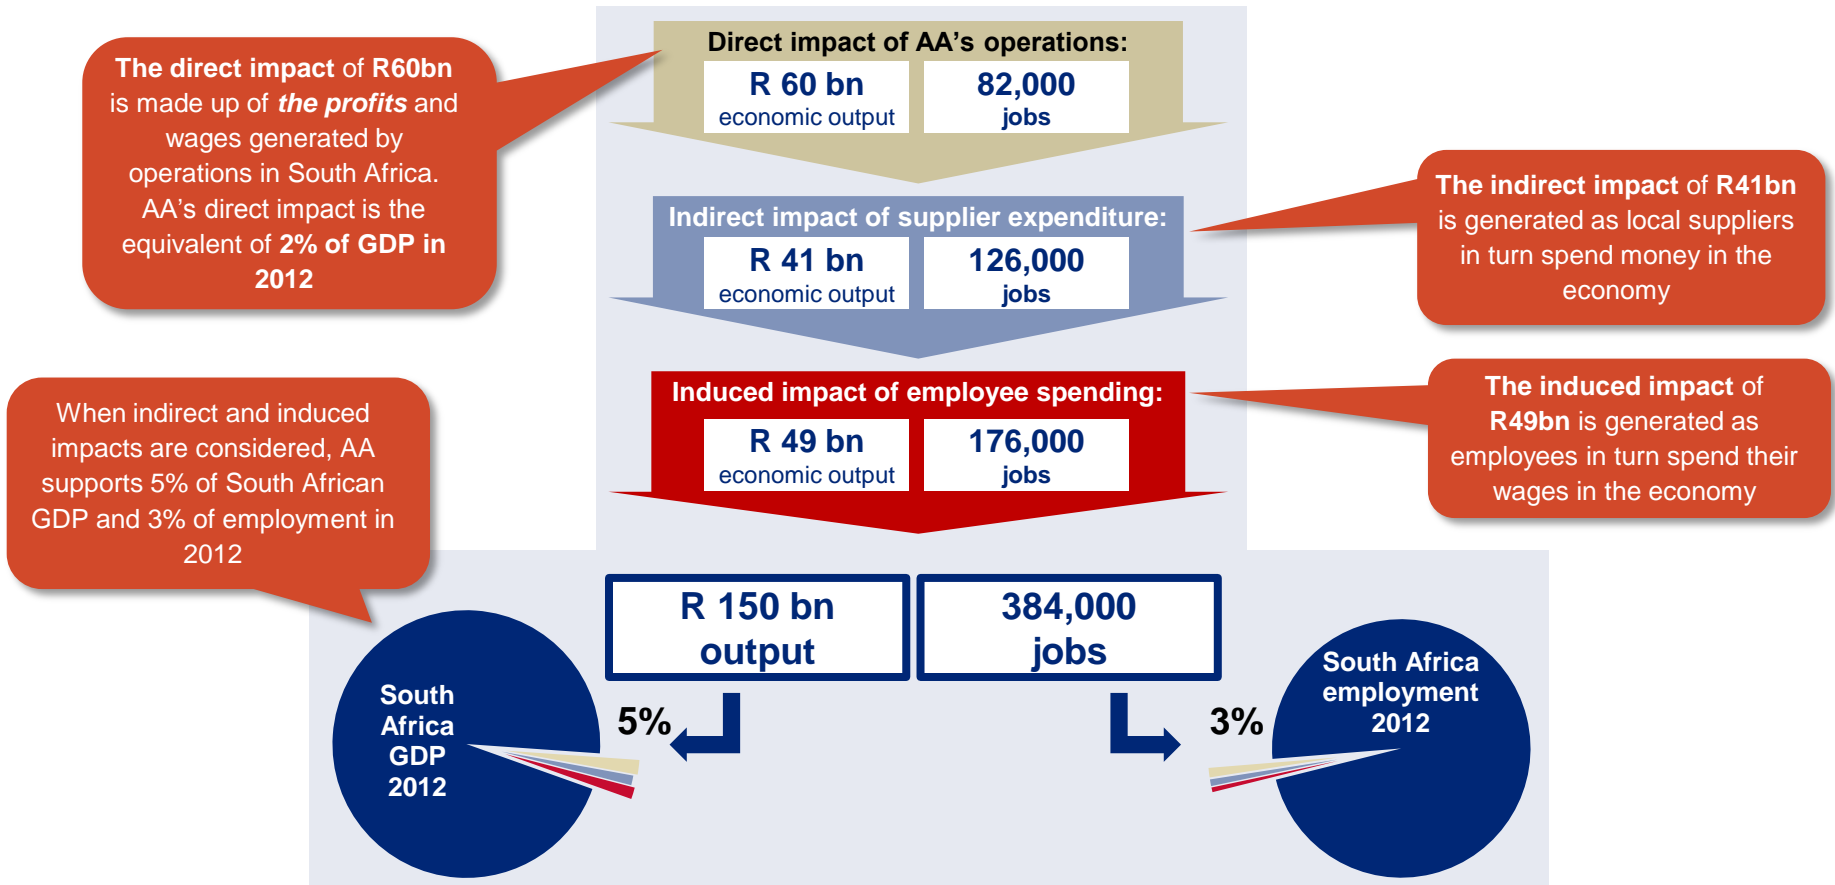 Direct impact of AA's operations:
R 60 bn
economic output
82,000
jobs
The direct impact of R60bn
is made up of the profits and
wages generated by
operations in South Africa.
AA's direct impact is the
equivalent of 2% of GDP in
2012
Indirect impact of supplier expenditure:
R 41 bn
economic output
126,000
jobs
The indirect impact of R41bn
is generated as local suppliers
in turn spend money in the
economy
Induced impact of employee spending:
R 49 bn
economic output
176,000
jobs
The induced impact of
R49bn is generated as
employees in turn spend their
wages in the economy
When indirect and induced
impacts are considered, AA
supports 5% of South African
GDP and 3% of employment in
2012
R 150 bn
output
384,000
jobs
South
Africa
GDP
2012
5%
3%
South Africa
employment
2012